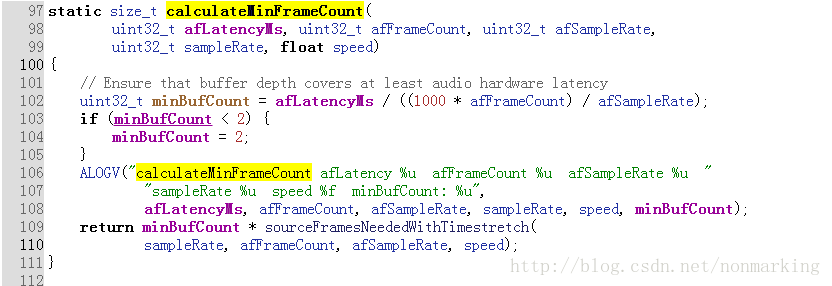 97 static size_t calculateMinFrameCount(
98 uint32_t afLatencyMs, uint32_t afFrameCount, uint32_t afSampleRate,
99 uint32_t sampleRate, float speed)
100 {
101 // Ensure that buffer depth covers at least audio hardware latency
102 uint32_t minBufCount = afLatencyMs / ((1000 * afFrameCount) / afSampleRate);
103 if (minBufCount < 2) {
104 minBufCount = 2;
105 }
106 ALOGV("calculateMinFrameCount afLatency %u afFrameCount %u afSampleRate %u "
107 "sampleRate %u speed %f minBufCount: %u",
108 afLatencyMs, afFrameCount, afSampleRate, sampleRate, speed, minBufCount);
109 return minBufCount * sourceFramesNeededWithTimestretch(
110 sampleRate, afFrameCount, afSampleRate, speed);
111 }
112
http://blog.csdn.net/nonmarking